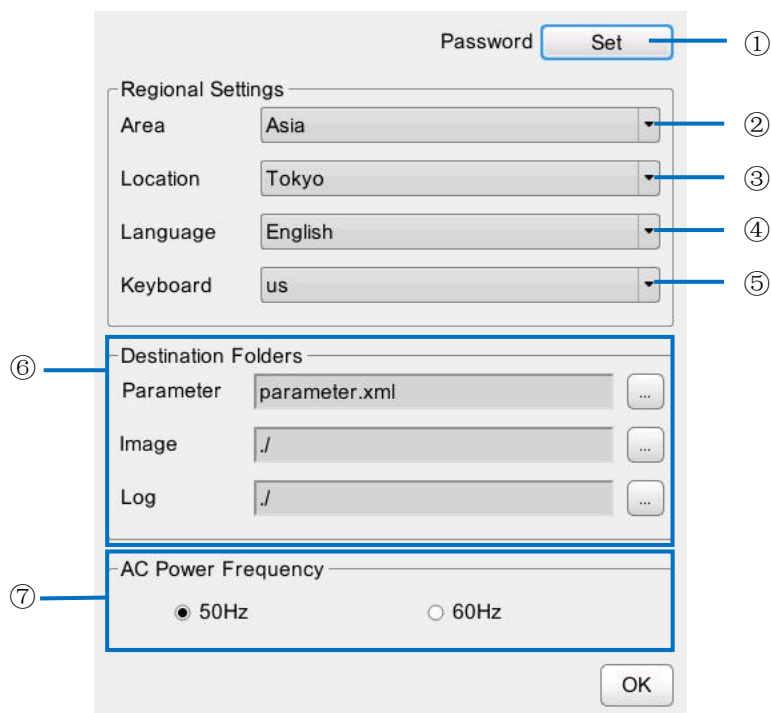 Password Set ①
Regional Settings
Area Asia ②
Location Tokyo ③
Language English ④
Keyboard us ⑤
⑥ Destination Folders
Parameter parameter.xml ...
Image ./ ...
Log ./ ...
⑦ AC Power Frequency
50Hz 60Hz
OK